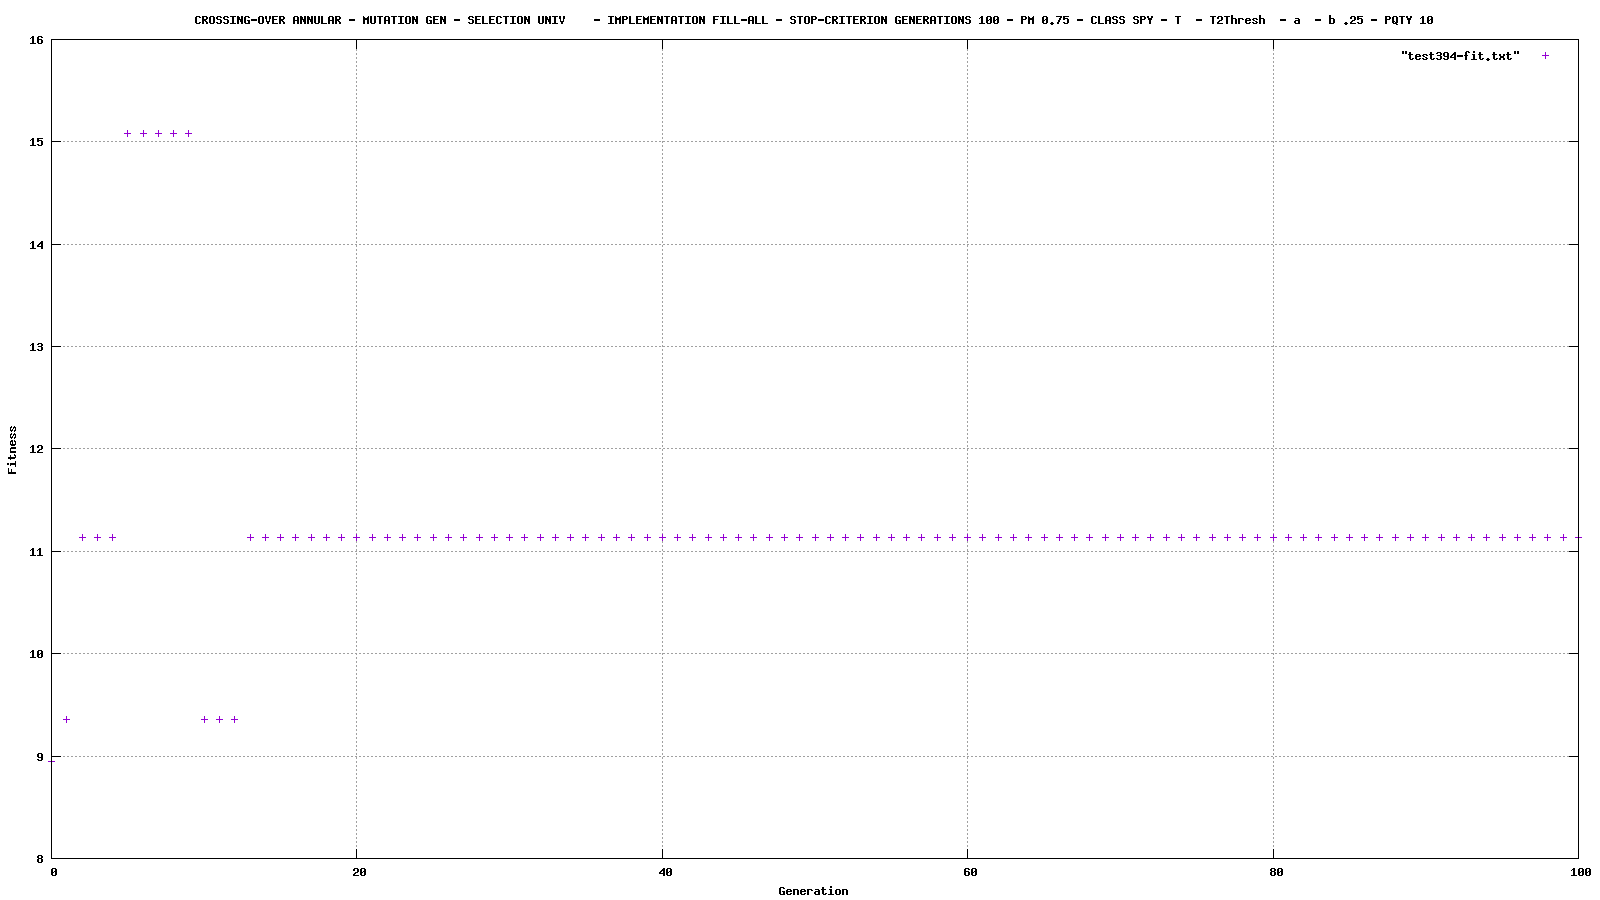 CROSSING-OVER ANNULAR - MUTATION GEN - SELECTION UNIV    - IMPLEMENTATION FILL-ALL - STOP-CRITERION GENERATIONS 100 - PM 0.75 - CLASS SPY - T  - T2Thresh  - a  - b .25 - PQTY 10
"test394-fit.txt"
16
15
14
13
12
11
10
9
8
Fitness
0 20 40 60 80 100
Generation